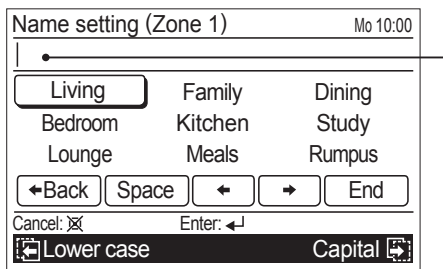 Name setting (Zone 1) Mo 10:00
Living Family Dining
Bedroom Kitchen Study
Lounge Meals Rumpus
←Back Space ← → End
Cancel: Enter: ↵
Lower case Capital